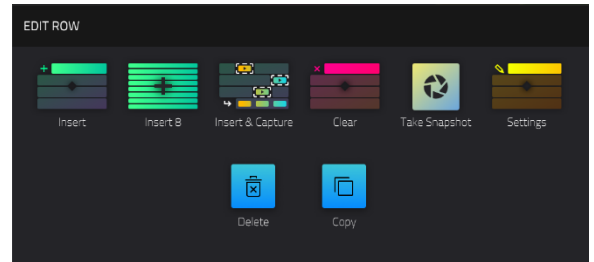 EDIT ROW
Insert Insert 8 Insert & Capture Clear Take Snapshot Settings
Delete Copy